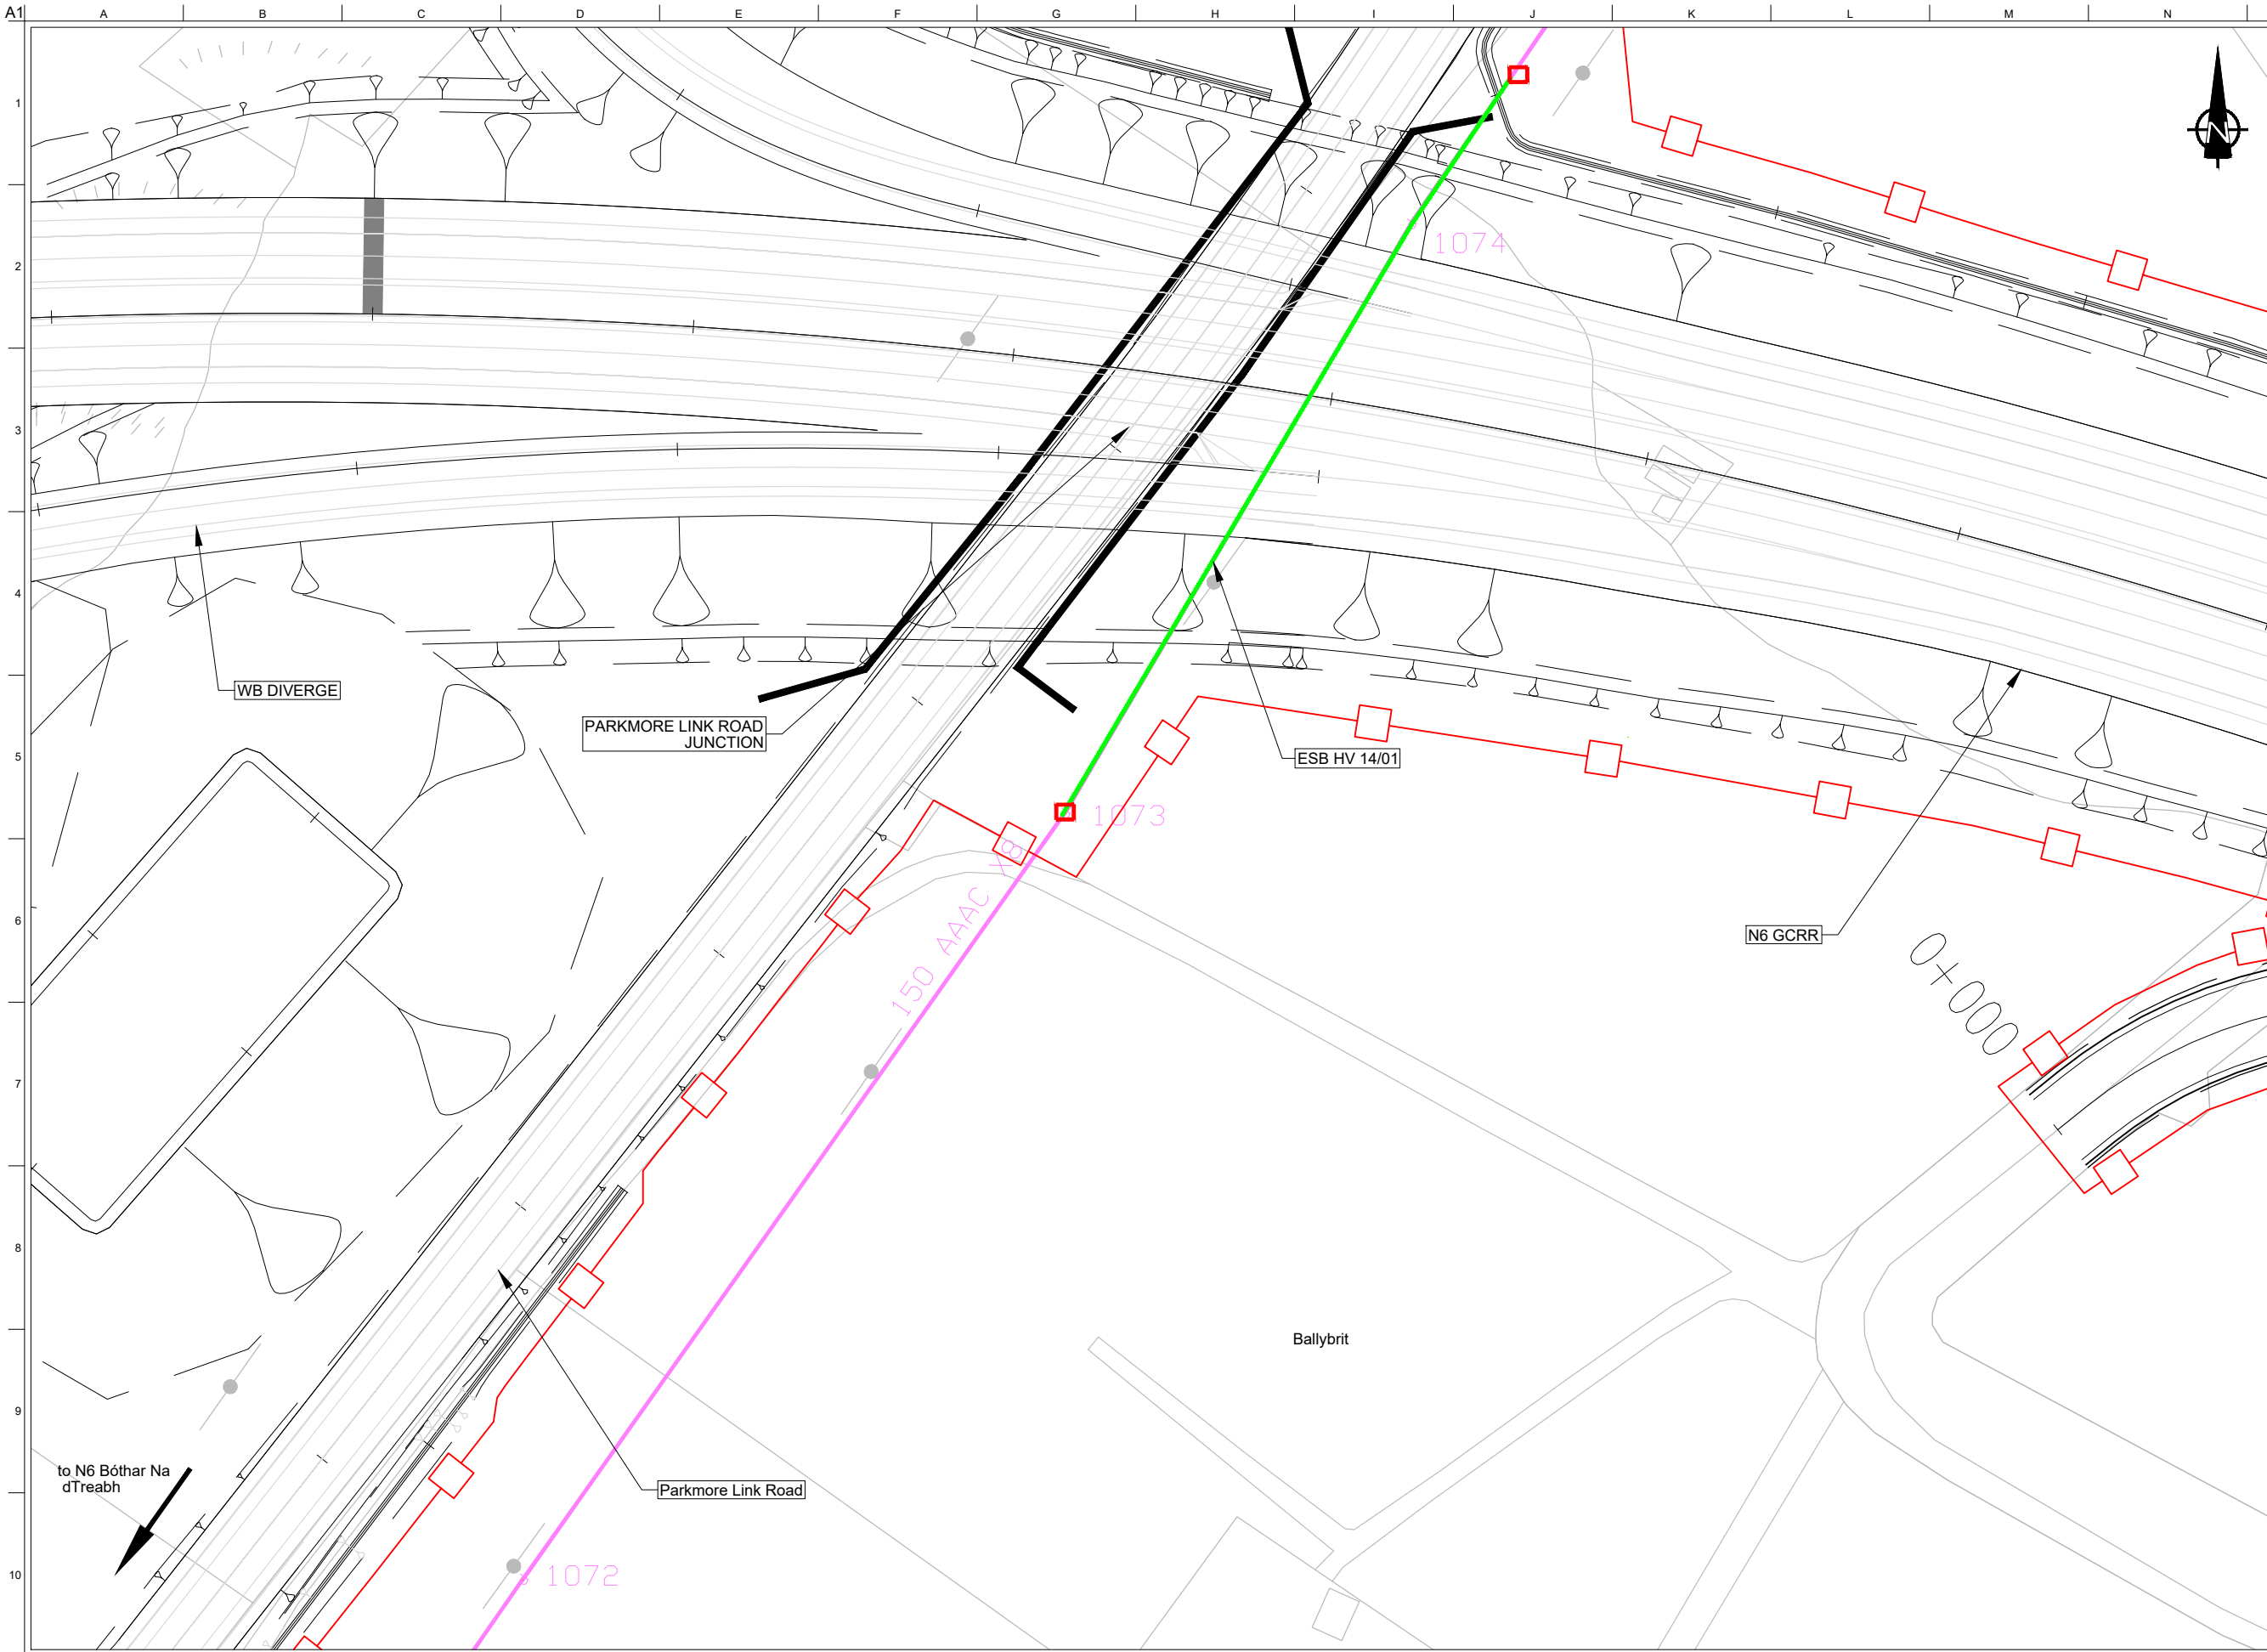 A1
A B C D E F G H I J K L M N
1
N
2
1074
3
4
WB DIVERGE
PARKMORE LINK ROAD
JUNCTION
5
ESB HV 14/01
1073
150 AAAC X8
6
N6 GCRR
0+000
7
8
Ballybrit
9
to N6 Bóthar Na
dTreabh
Parkmore Link Road
10
1072